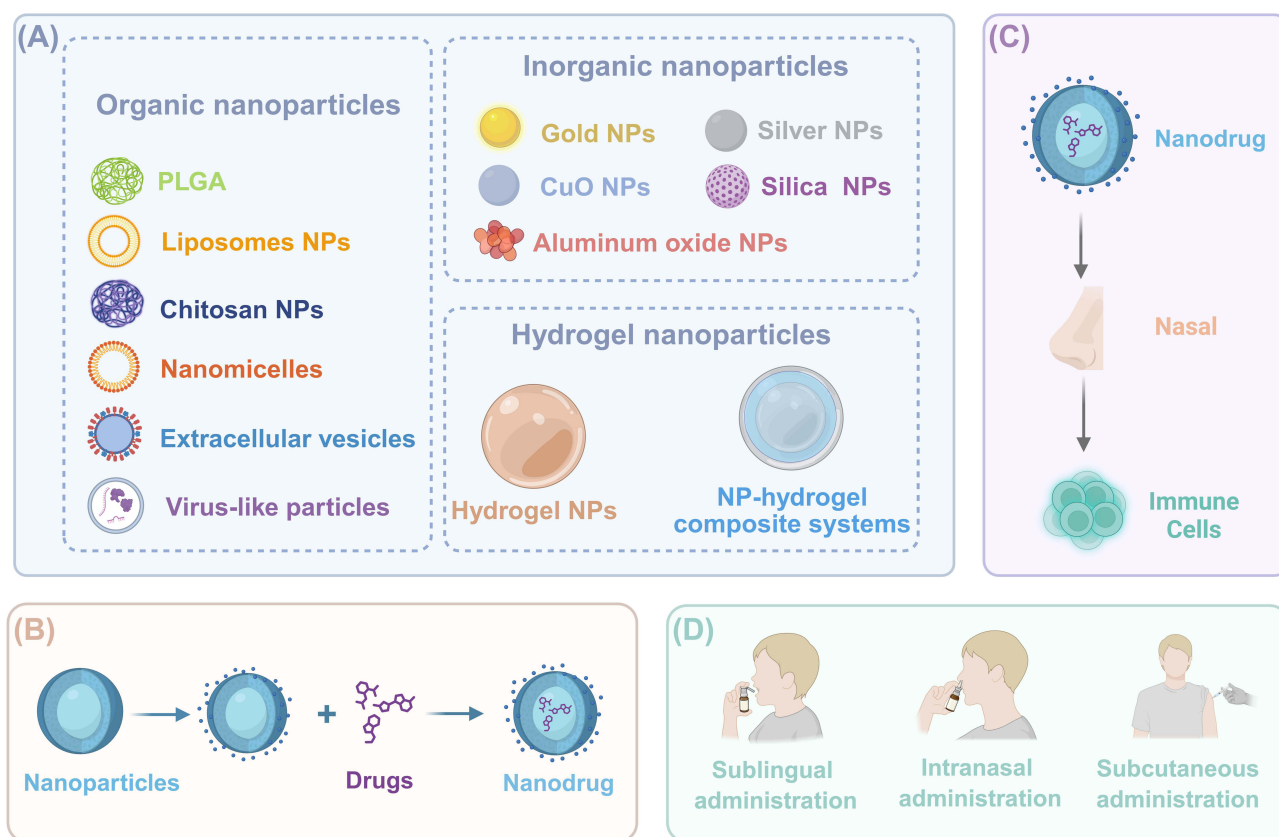 (A)
Organic nanoparticles
PLGA
Liposomes NPs
Chitosan NPs
Nanomicelles
Extracellular vesicles
Virus-like particles
Inorganic nanoparticles
Gold NPs
Silver NPs
CuO NPs
Silica NPs
Aluminum oxide NPs
Hydrogel nanoparticles
Hydrogel NPs
NP-hydrogel
composite systems
(C)
Nanodrug
Nasal
Immune
Cells
(B)
Nanoparticles
+
Drugs
Nanodrug
(D)
Sublingual
administration
Intranasal
administration
Subcutaneous
administration